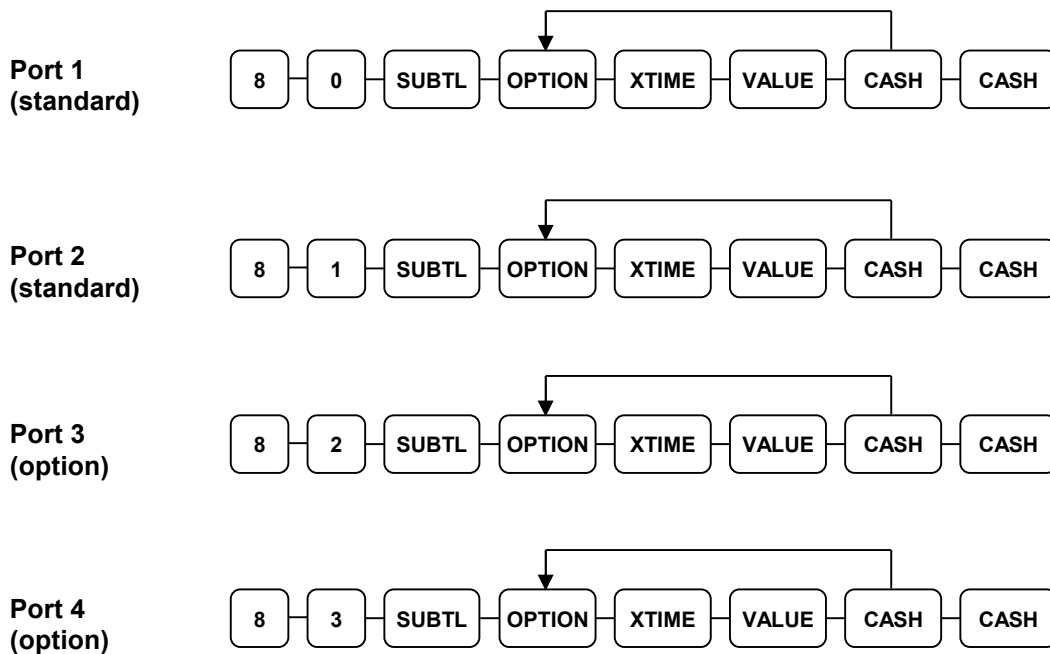 Port 1
(standard)
8 0 SUBTL OPTION XTIME VALUE CASH CASH
Port 2
(standard)
8 1 SUBTL OPTION XTIME VALUE CASH CASH
Port 3
(option)
8 2 SUBTL OPTION XTIME VALUE CASH CASH
Port 4
(option)
8 3 SUBTL OPTION XTIME VALUE CASH CASH